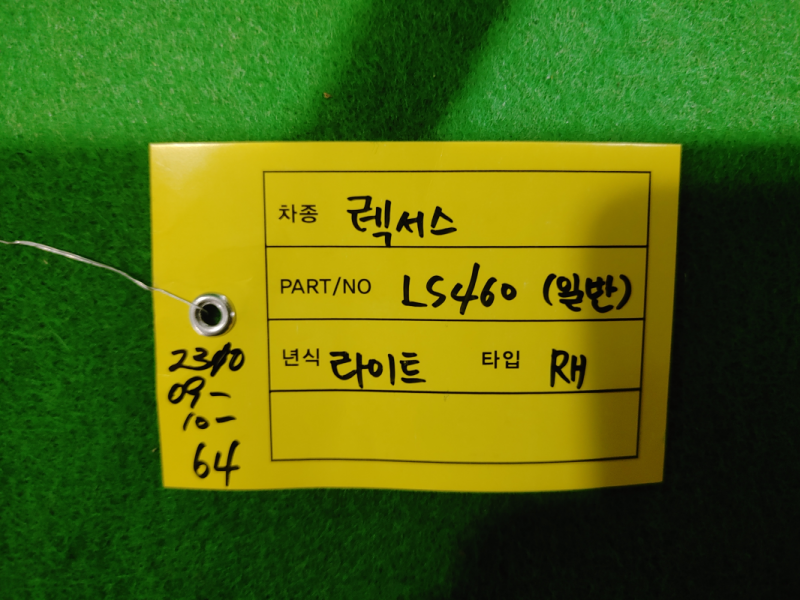 차종 렉서스
PART/NO LS460 (일반)
년식 라이트 타입 RH
09-
10-
64